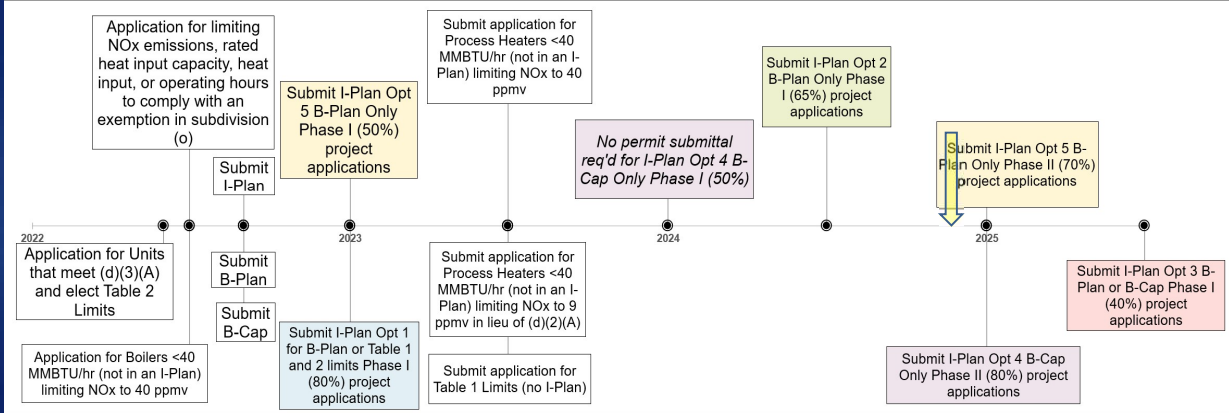 Application for limiting
NOx emissions, rated
heat input capacity, heat
input, or operating hours
to comply with an
exemption in subdivision
(o)
Submit
I-Plan
Submit I-Plan Opt
5 B-Plan Only
Phase I (50%)
project
applications
Submit application for
Process Heaters <40
MMBTU/hr (not in an I-
Plan) limiting NOx to 40
ppmv
No permit submittal
req'd for I-Plan Opt 4 B-
Cap Only Phase I (50%)
Submit I-Plan Opt 2
B-Plan Only Phase
I (65%) project
applications
Submit I-Plan Opt 5 B-
Plan Only Phase II (70%)
project applications
2022
2023
2024
2025
Application for Units
that meet (d)(3)(A)
and elect Table 2
Limits
Application for Boilers <40
MMBTU/hr (not in an I-Plan)
limiting NOx to 40 ppmv
Submit
B-Plan
Submit
B-Cap
Submit I-Plan Opt 1
for B-Plan or Table 1
and 2 limits Phase I
(80%) project
applications
Submit application for
Process Heaters <40
MMBTU/hr (not in an I-
Plan) limiting NOx to 9
ppmv in lieu of (d)(2)(A)
Submit application for
Table 1 Limits (no I-Plan)
Submit I-Plan Opt 4 B-Cap
Only Phase II (80%) project
applications
Submit I-Plan Opt 3 B-
Plan or B-Cap Phase I
(40%) project
applications